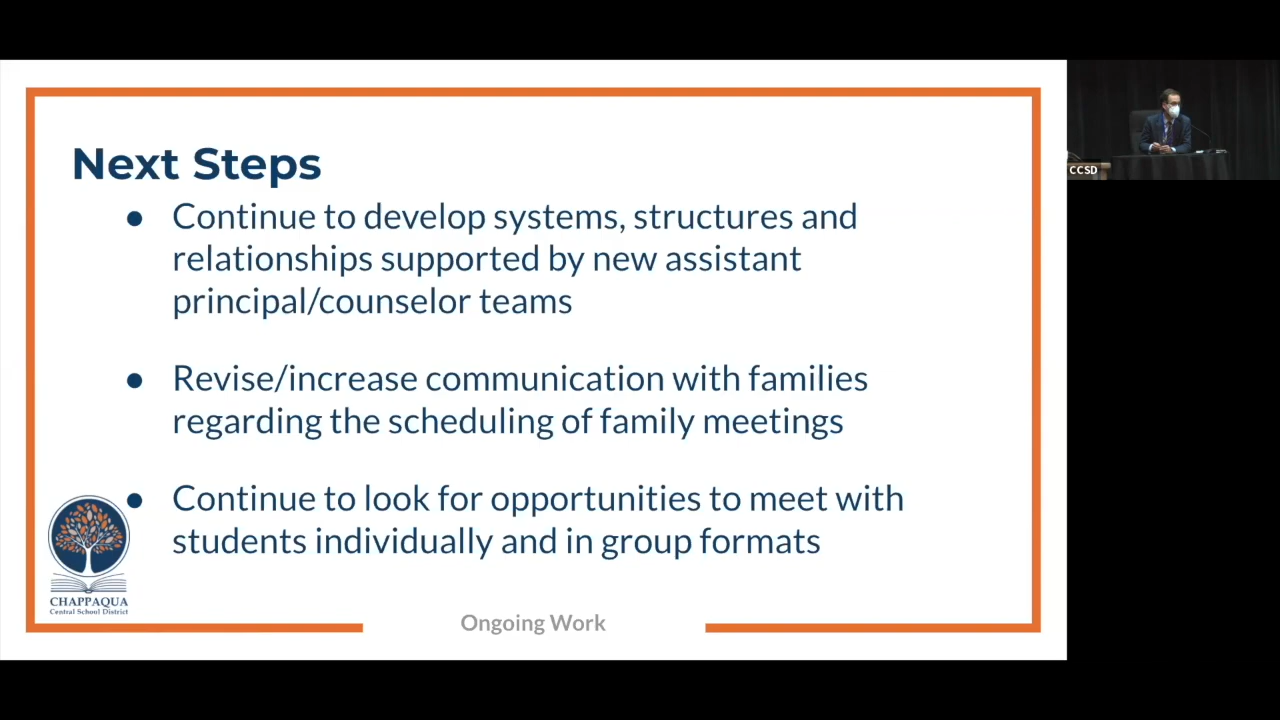 Next Steps
● Continue to develop systems, structures and
relationships supported by new assistant
principal/counselor teams
● Revise/increase communication with families
regarding the scheduling of family meetings
● Continue to look for opportunities to meet with
students individually and in group formats
CHAPPAQUA
Central School District
Ongoing Work
CCSD